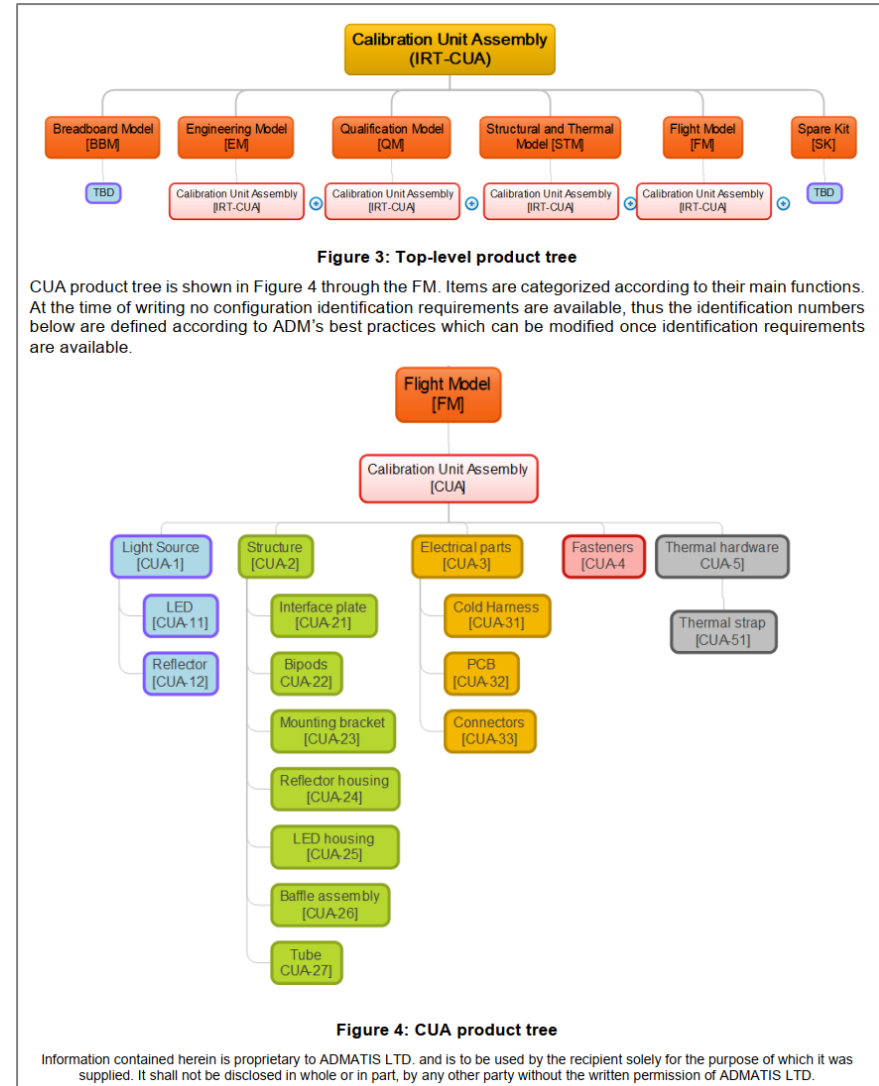 Calibration Unit Assembly
(IRT-CUA)
Breadboard Model
[BBM]
Engineering Model
[EM]
Qualification Model
[QM]
Structural and Thermal
Model [STM]
Flight Model
[FM]
Spare Kit
[SK]
TBD
Calibration Unit Assembly
[IRT-CUA]
Calibration Unit Assembly
[IRT-CUA]
Calibration Unit Assembly
[IRT-CUA]
Calibration Unit Assembly
[IRT-CUA]
TBD
Figure 3: Top-level product tree
CUA product tree is shown in Figure 4 through the FM. Items are categorized according to their main functions.
At the time of writing no configuration identification requirements are available, thus the identification numbers
below are defined according to ADM's best practices which can be modified once identification requirements
are available.
Flight Model
[FM]
Calibration Unit Assembly
[CUA]
Light Source
[CUA-1]
LED
[CUA-11]
Reflector
[CUA-12]
Structure
[CUA-2]
Interface plate
[CUA-21]
Bipods
CUA-22]
Mounting bracket
[CUA-23]
Reflector housing
[CUA-24]
LED housing
[CUA-25]
Baffle assembly
[CUA-26]
Tube
CUA-27]
Electrical parts
[CUA-3]
Cold Harness
[CUA-31]
PCB
[CUA-32]
Connectors
[CUA-33]
Fasteners
[CUA-4
Thermal hardware
CUA-5]
Thermal strap
[CUA-51]
Figure 4: CUA product tree
Information contained herein is proprietary to ADMATIS LTD. and is to be used by the recipient solely for the purpose of which it was
supplied. It shall not be disclosed in whole or in part, by any other party without the written permission of ADMATIS LTD.